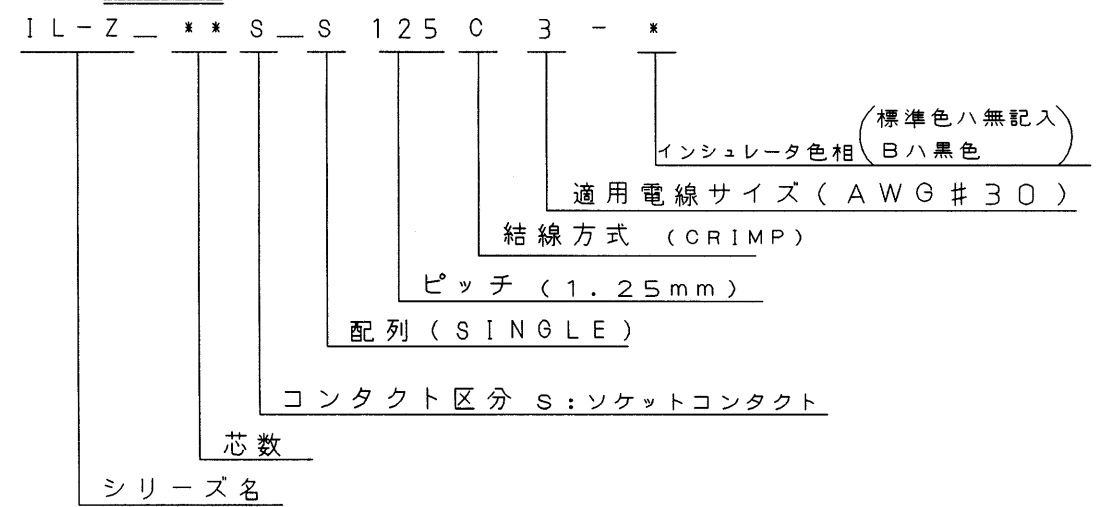 IL-Z_**S_S125C3-*
(標準色ハ無記入
インシュレータ色相 Bハ黒色)
適用電線サイズ(AWG#30)
結線方式 (CRIMP)
ピッチ(1.25mm)
配列(SINGLE)
コンタクト区分 S:ソケットコンタクト
芯数
シリーズ名